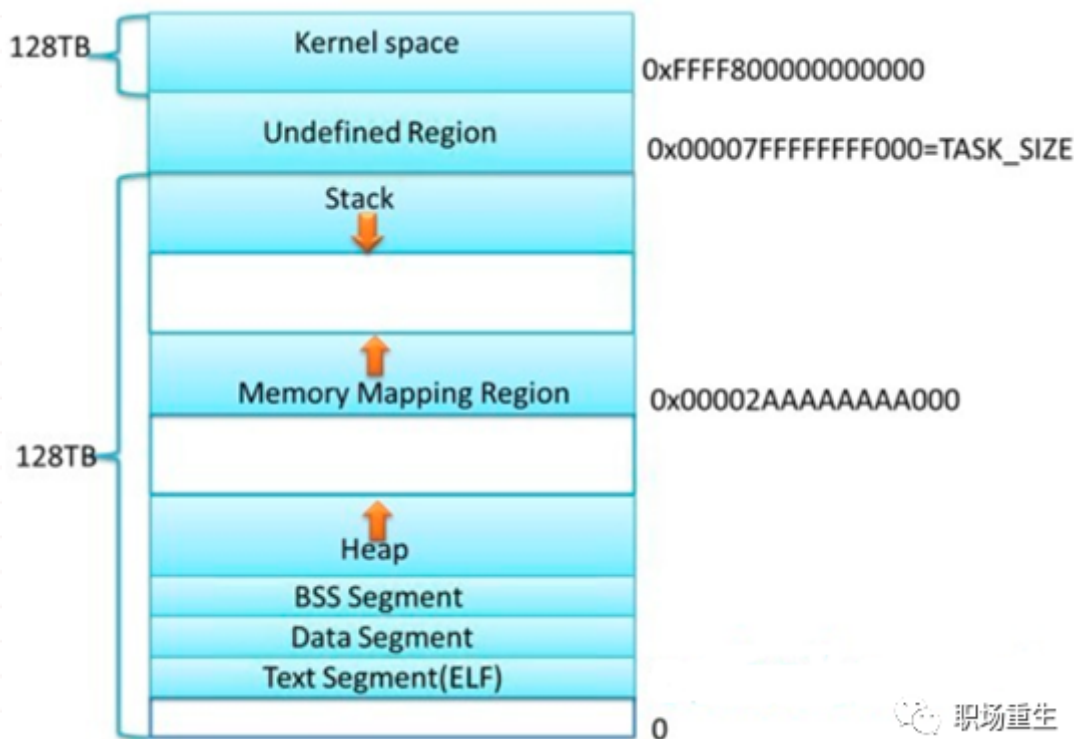 128TB
Kernel space
0xFFFF800000000000
Undefined Region
0x00007FFFFFFFF000=TASK_SIZE
Stack
Memory Mapping Region
0x00002AAAAAAAA000
128TB
Heap
BSS Segment
Data Segment
Text Segment(ELF)
0
职场重生